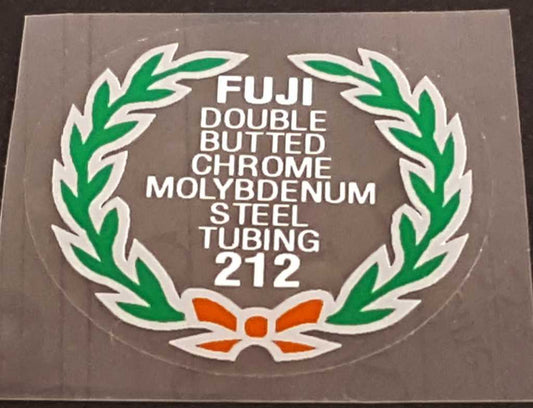 FUJI
DOUBLE
BUTTED
CHROME
MOLYBDENUM
STEEL
TUBING
212